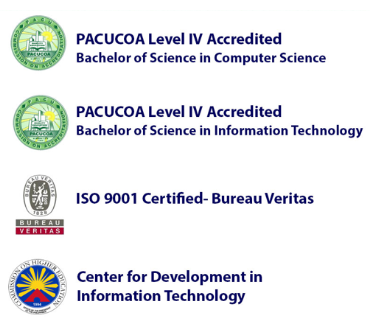 PACUCOA Level IV Accredited
Bachelor of Science in Computer Science
PACUCOA Level IV Accredited
Bachelor of Science in Information Technology
BUREAU VERITAS
1828
BUREAU
VERITAS
ISO 9001 Certified- Bureau Veritas
COMMISSION ON HIGHER EDUCATION
1994
Center for Development in
Information Technology